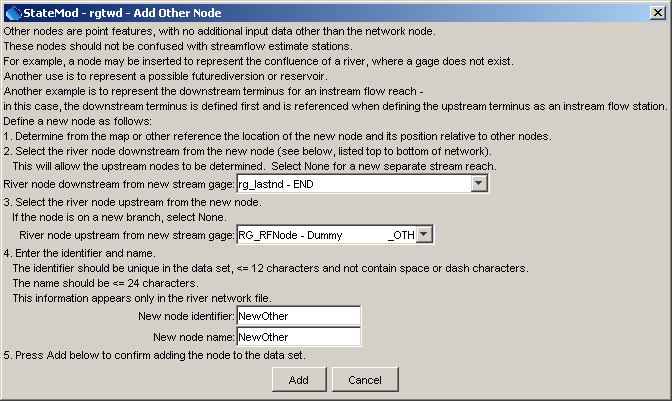 StateMod - rgtwd - Add Other Node
Other nodes are point features, with no additional input data other than the network node.
These nodes should not be confused with streamflow estimate stations.
For example, a node may be inserted to represent the confluence of a river, where a gage does not exist.
Another use is to represent a possible futurediversion or reservoir.
Another example is to represent the downstream terminus for an instream flow reach -
in this case, the downstream terminus is defined first and is referenced when defining the upstream terminus as an instream flow station.
Define a new node as follows:
1. Determine from the map or other reference the location of the new node and its position relative to other nodes.
2. Select the river node downstream from the new node (see below, listed top to bottom of network).
This will allow the upstream nodes to be determined.  Select None for a new separate stream reach.
River node downstream from new stream gage: rg_lastnd - END
3. Select the river node upstream from the new node.
If the node is on a new branch, select None.
River node upstream from new stream gage: RG_RFNode - Dummy _OTH
4. Enter the identifier and name.
The identifier should be unique in the data set, <= 12 characters and not contain space or dash characters.
The name should be <= 24 characters.
This information appears only in the river network file.
New node identifier: NewOther
New node name: NewOther
5. Press Add below to confirm adding the node to the data set.
Add Cancel